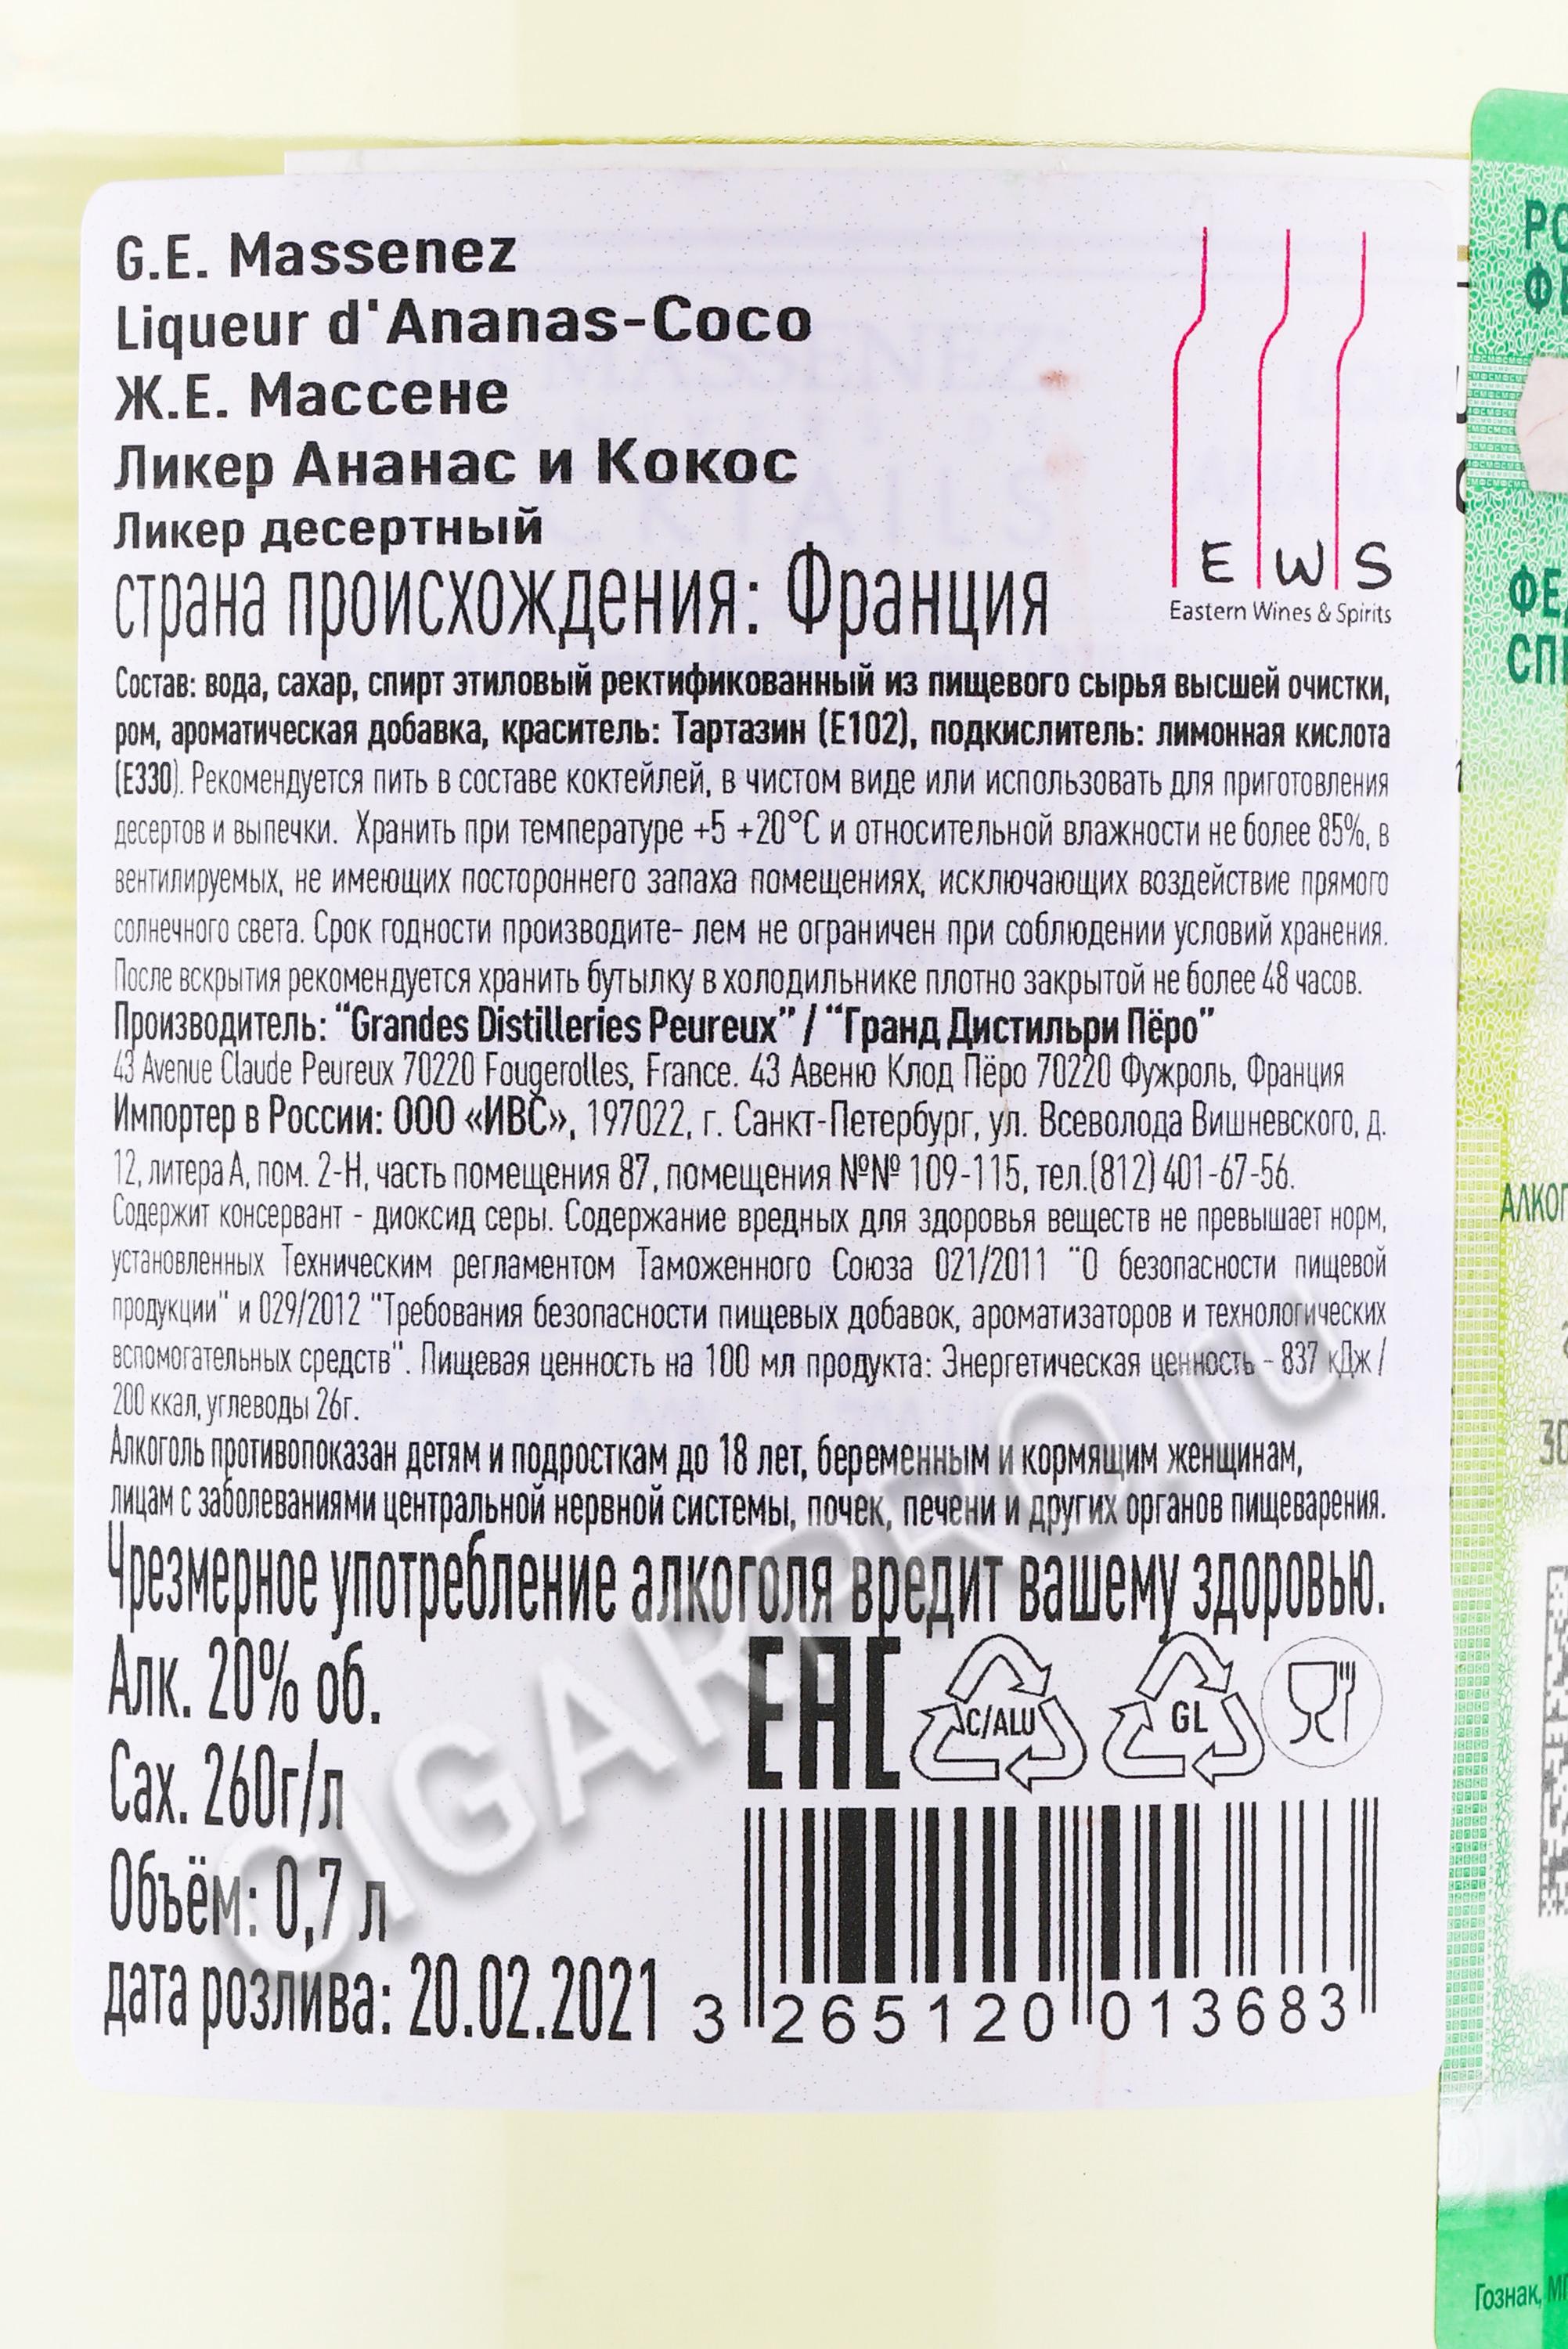 G.E. Massenez
Liqueur d'Ananas-Coco
Ж.Е. Массене
Ликер Ананас и Кокос
Ликер десертный
страна происхождения: Франция
E W S
Eastern Wines & Spirits
Состав: вода, сахар, спирт этиловый ректификованный из пищевого сырья высшей очистки,
ром, ароматическая добавка, краситель: Тартазин (Е102), подкислитель: лимонная кислота
(Е330). Рекомендуется пить в составе коктейлей, в чистом виде или использовать для приготовления
десертов и выпечки. Хранить при температуре +5 +20°С и относительной влажности не более 85%, в
вентилируемых, не имеющих постороннего запаха помещениях, исключающих воздействие прямого
солнечного света. Срок годности производите- лем не ограничен при соблюдении условий хранения.
После вскрытия рекомендуется хранить бутылку в холодильнике плотно закрытой не более 48 часов.
Производитель: “Grandes Distilleries Peureux” / “Гранд Дистильри Пёро”
43 Avenue Claude Peureux 70220 Fougerolles, France. 43 Авеню Клод Пёро 70220 Фужроль, Франция
Импортер в России: ООО «ИВС», 197022, г. Санкт-Петербург, ул. Всеволода Вишневского, д.
12, литера А, пом. 2-Н, часть помещения 87, помещения №№ 109-115, тел.(812) 401-67-56.
Содержит консервант - диоксид серы. Содержание вредных для здоровья веществ не превышает норм,
установленных Техническим регламентом Таможенного Союза 021/2011 "О безопасности пищевой
продукции" и 029/2012 "Требования безопасности пищевых добавок, ароматизаторов и технологических
вспомогательных средств". Пищевая ценность на 100 мл продукта: Энергетическая ценность - 837 кДж /
200 ккал, углеводы 26г.
Алкоголь противопоказан детям и подросткам до 18 лет, беременным и кормящим женщинам,
лицам с заболеваниями центральной нервной системы, почек, печени и других органов пищеварения.
Чрезмерное употребление алкоголя вредит вашему здоровью.
Алк. 20% об.
Сах. 260г/л
Объём: 0,7 л
дата розлива: 20.02.2021
EAC
C/ALU
GL
3 265120 013683
CIGARPRO.ru
Гознак,